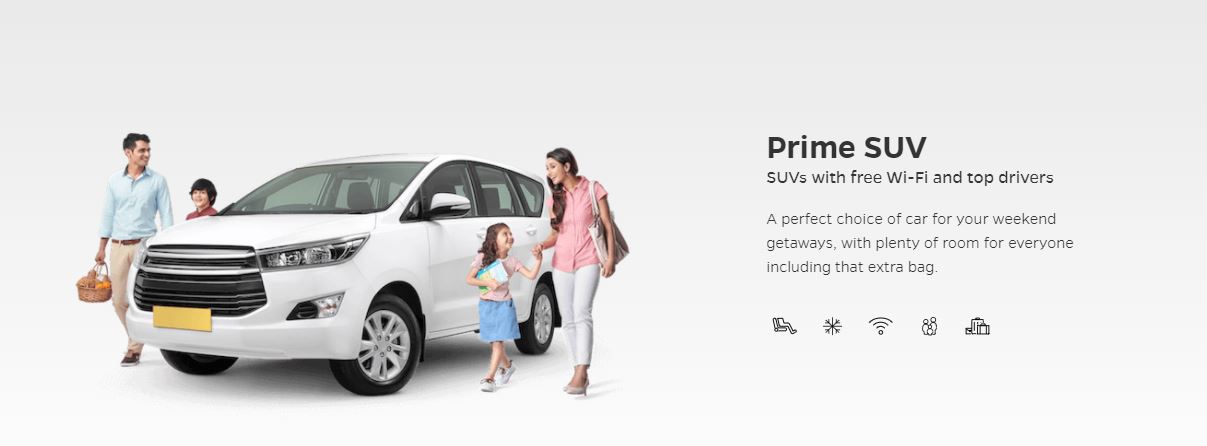 Prime SUV
SUVs with free Wi-Fi and top drivers
A perfect choice of car for your weekend
getaways, with plenty of room for everyone
including that extra bag.